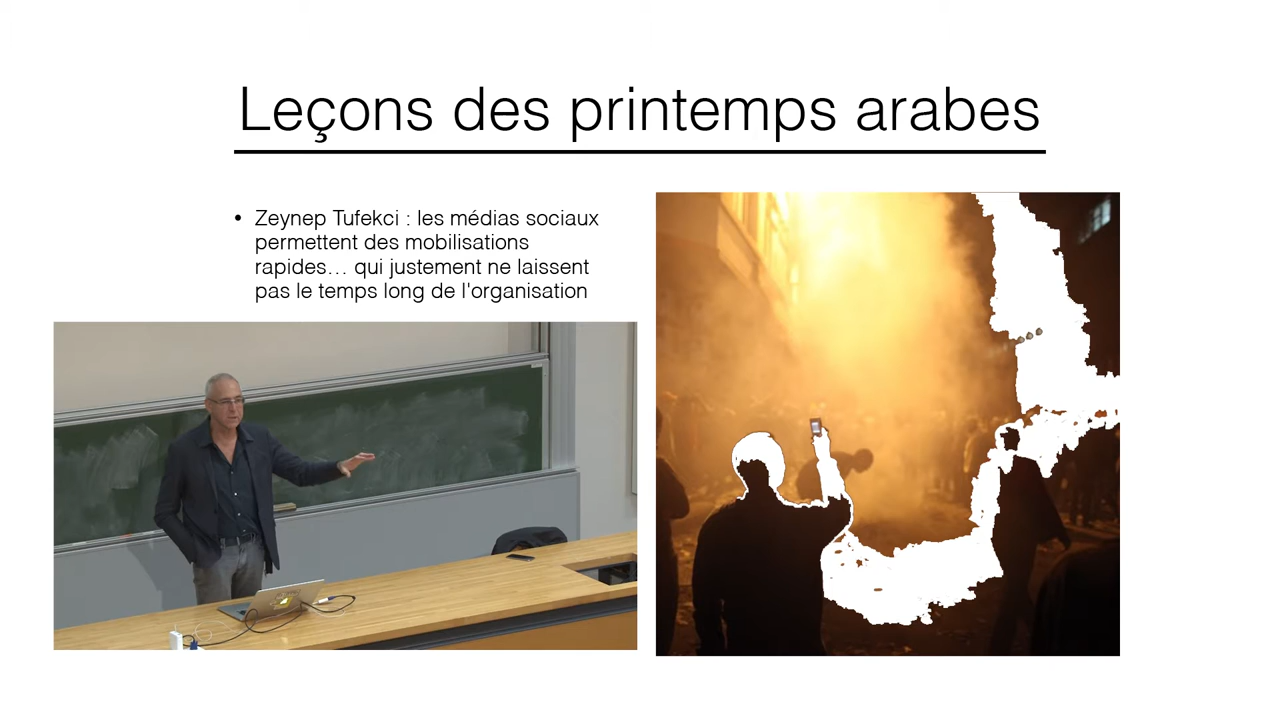 Leçons des printemps arabes
• Zeynep Tufekci : les médias sociaux
permettent des mobilisations
rapides… qui justement ne laissent
pas le temps long de l'organisation